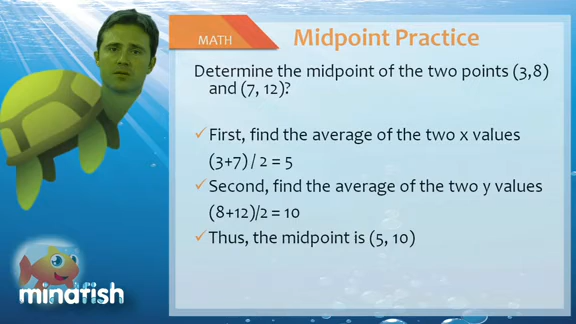 MATH
Midpoint Practice
Determine the midpoint of the two points (3,8)
and (7, 12)?
✓First, find the average of the two x values
(3+7) / 2 = 5
✓Second, find the average of the two y values
(8+12)/2 = 10
✓Thus, the midpoint is (5, 10)
minafish